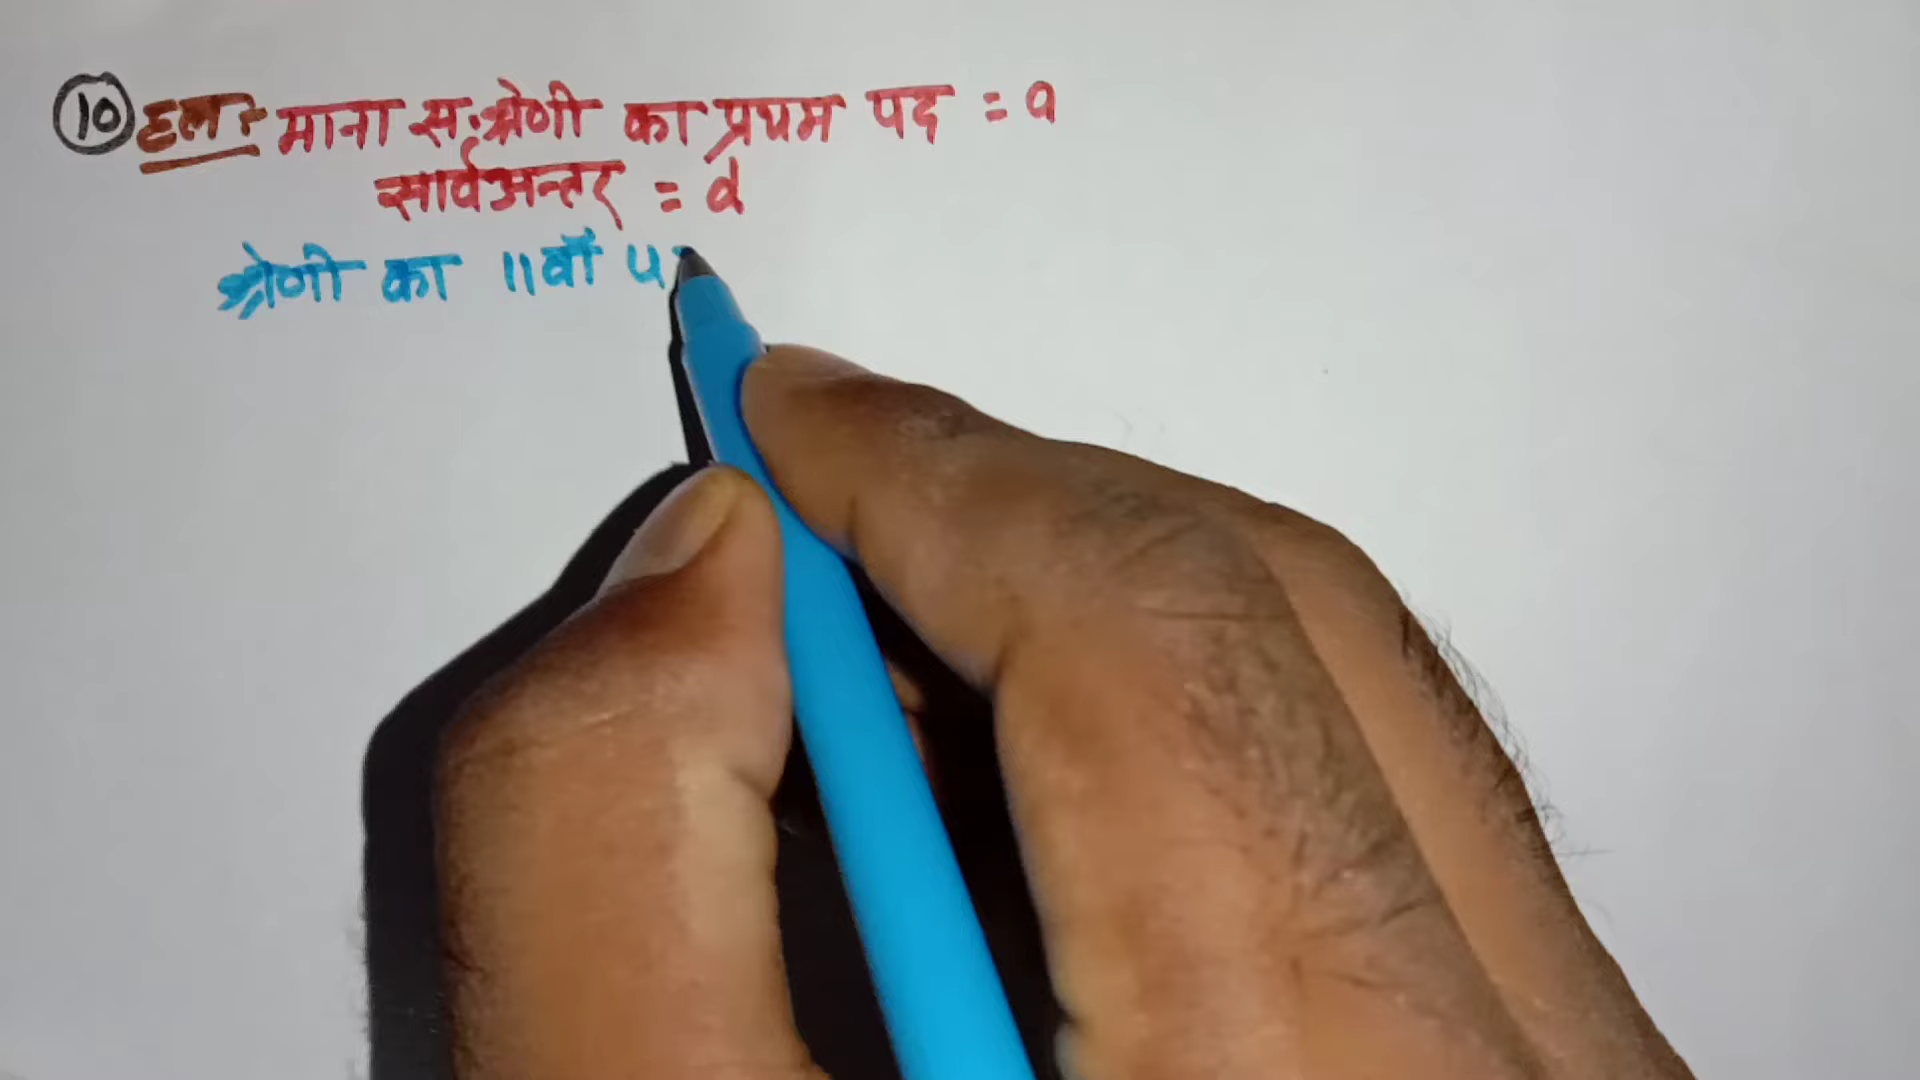 10 हल:- माना स.श्रेणी का प्रथम पद = a
सार्वअन्तर = d
श्रेणी का 11वाँ